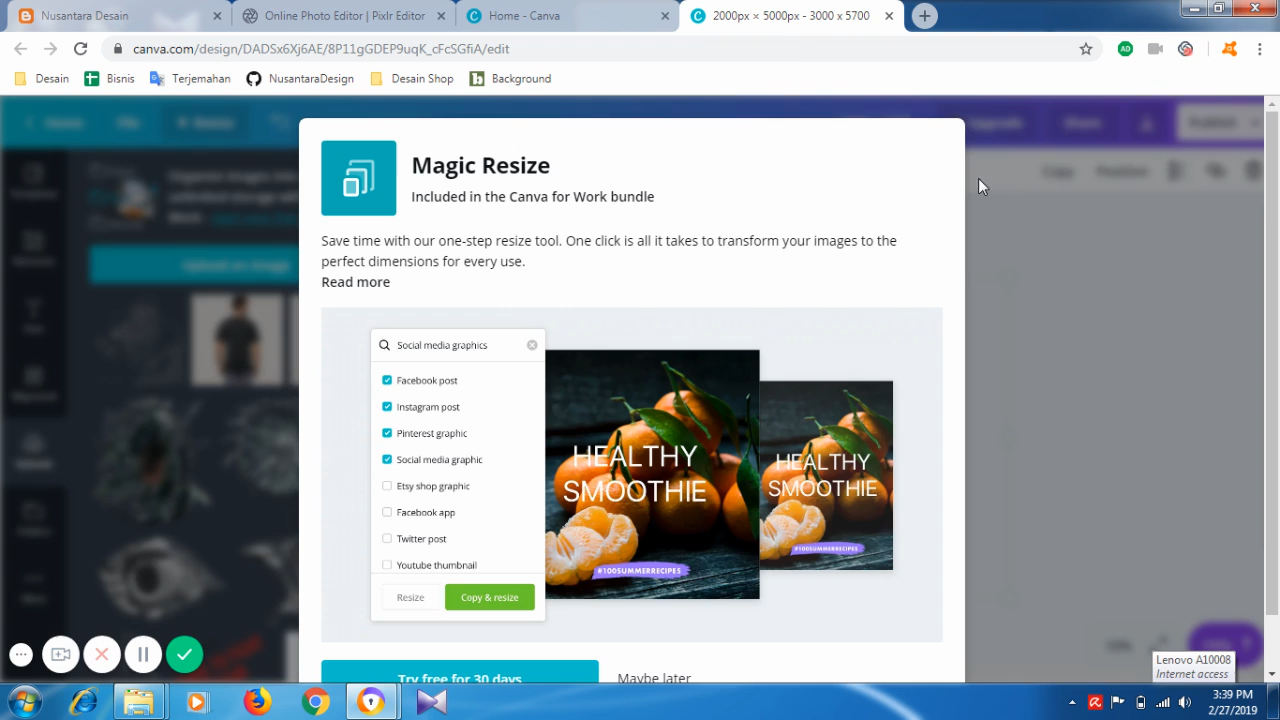 Nusantara Desain
Online Photo Editor | Pixlr Editor
Home - Canva
2000px × 5000px - 3000 x 5700
canva.com/design/DADSx6Xj6AE/8P11gGDEP9uqK_cFcSGfiA/edit
Desain
Bisnis
Terjemahan
NusantaraDesign
Desain Shop
Background
Magic Resize
Included in the Canva for Work bundle
Save time with our one-step resize tool. One click is all it takes to transform your images to the
perfect dimensions for every use.
Read more
Social media graphics
Facebook post
Instagram post
Pinterest graphic
Social media graphic
Etsy shop graphic
Facebook app
Twitter post
Youtube thumbnail
Resize
Copy & resize
HEALTHY
SMOOTHIE
#100SUMMERRECIPES
HEALTHY
SMOOTHIE
#100SUMMERRECIPES
Try free for 30 days
Maybe later
Lenovo A10008
Internet access
3:39 PM
2/27/2019